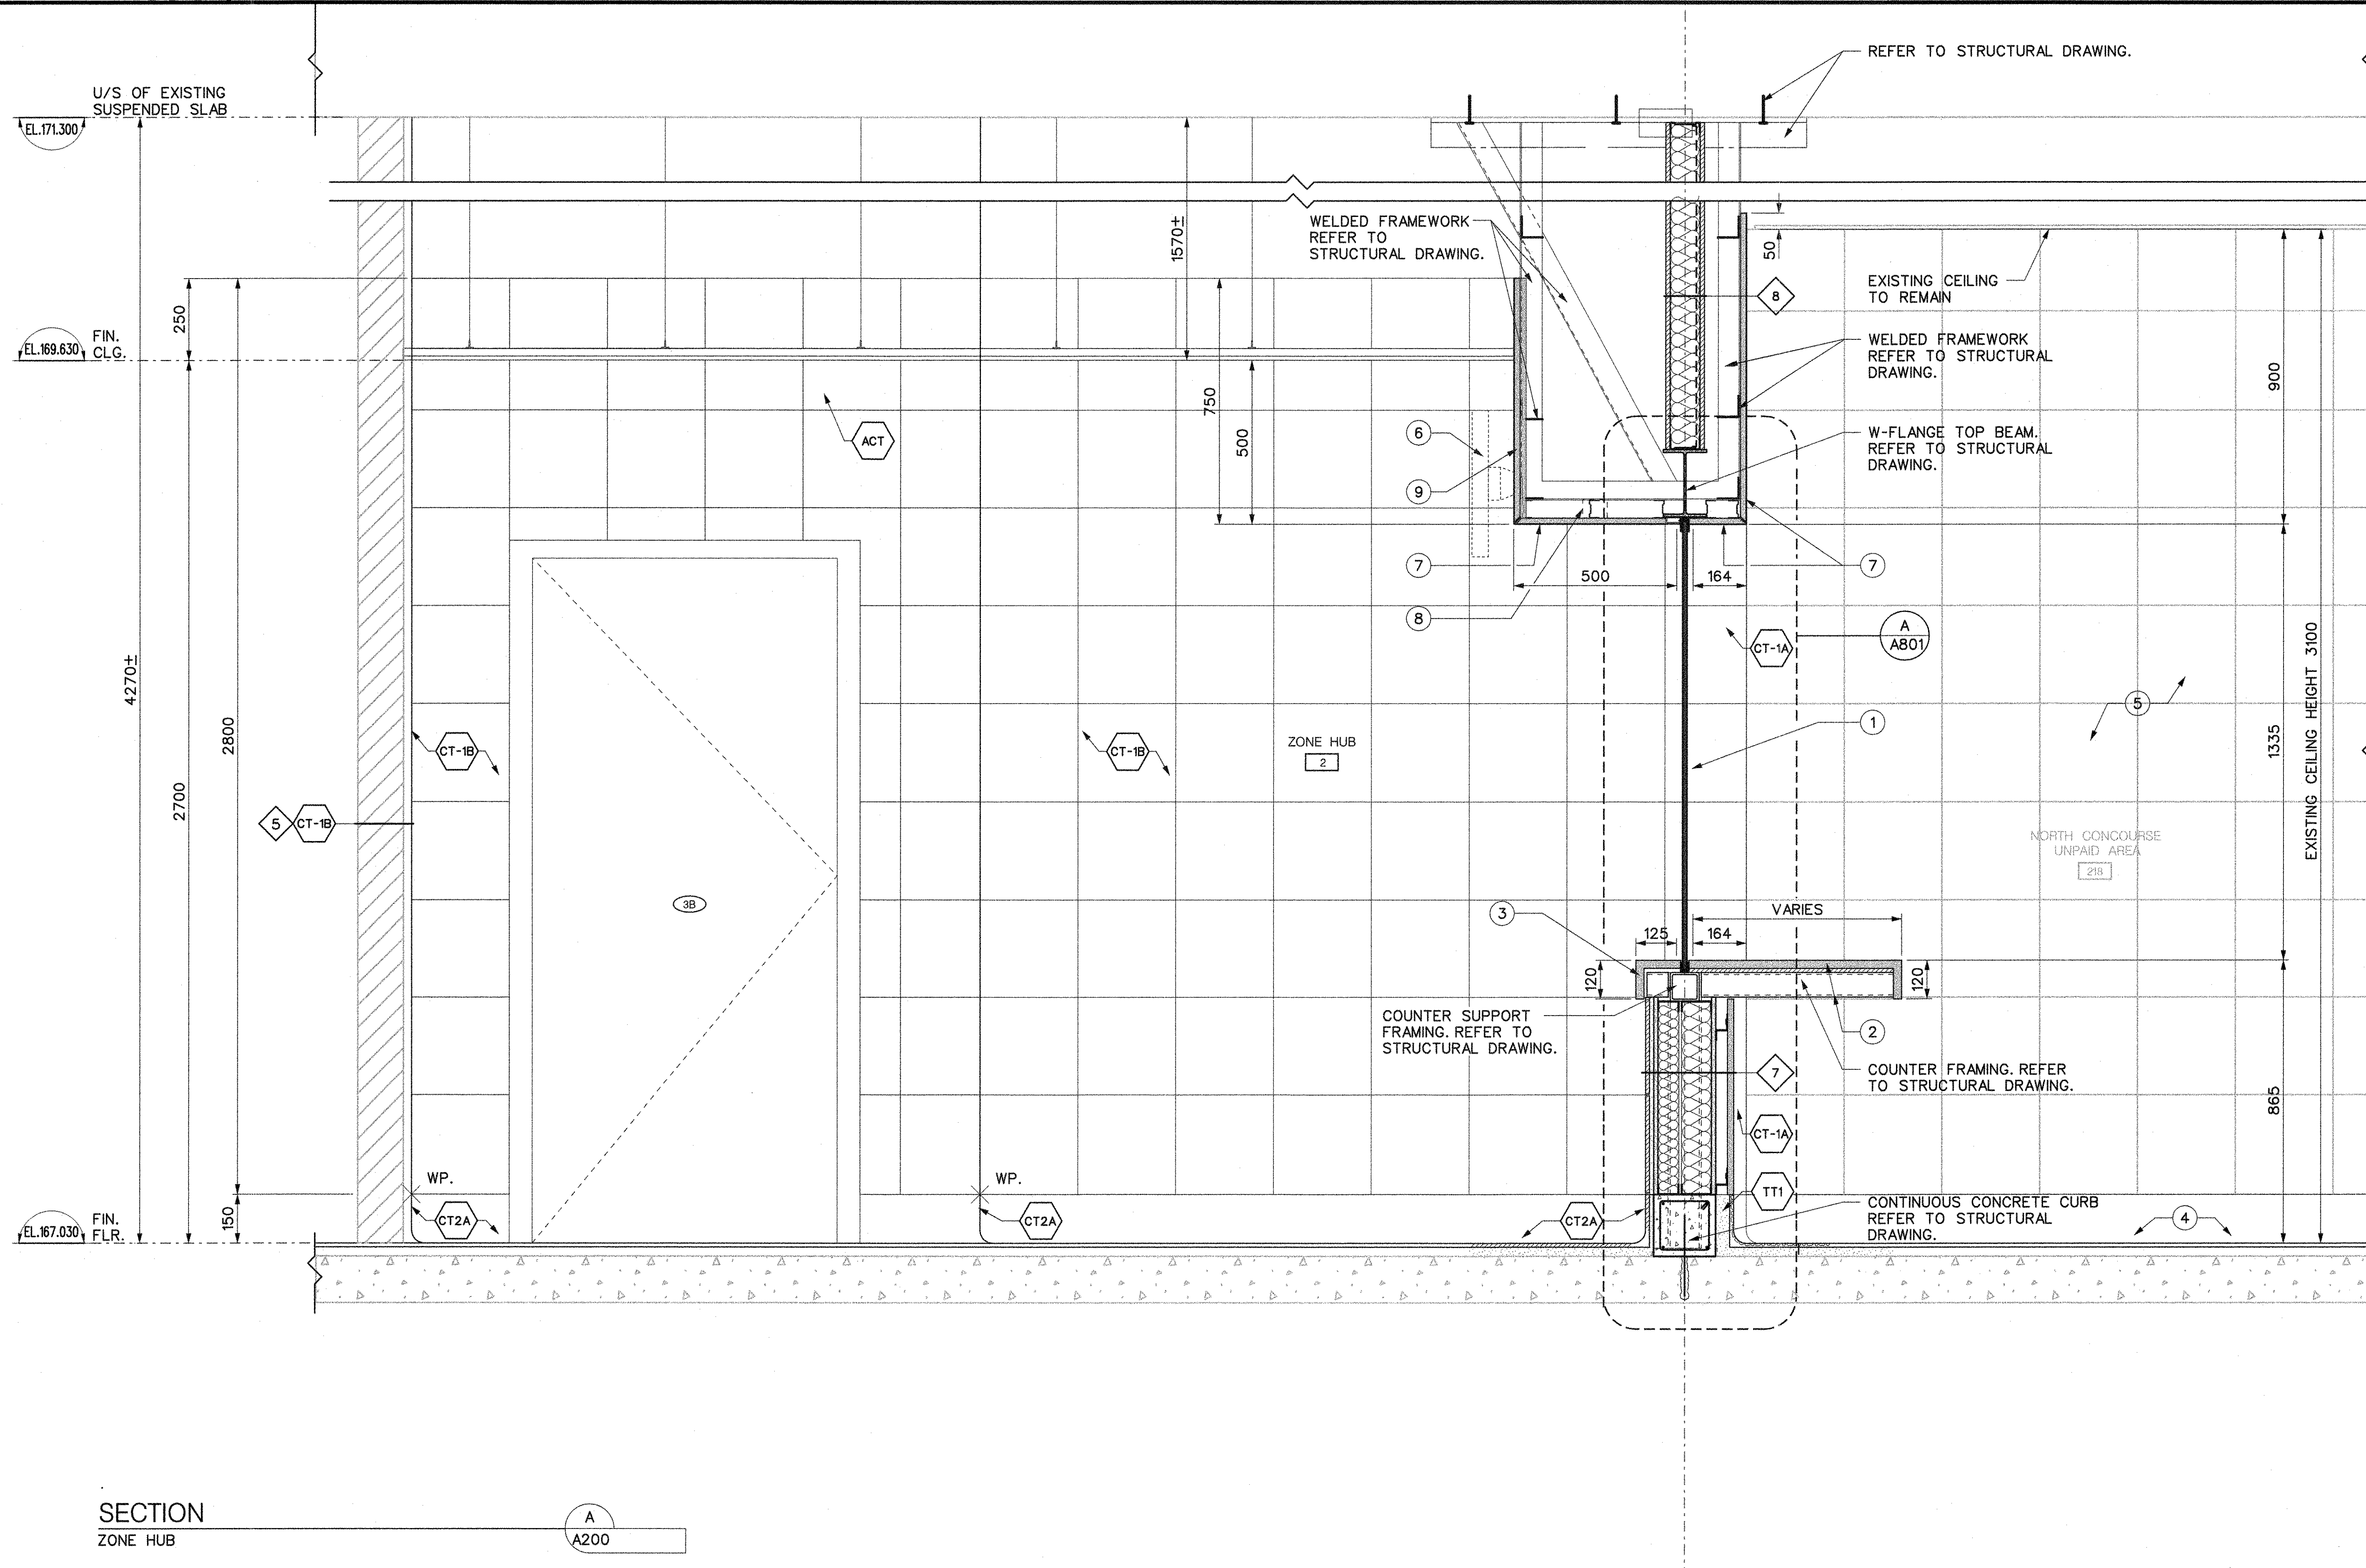 REFER TO STRUCTURAL DRAWING.
U/S OF EXISTING
SUSPENDED SLAB
EL.171.300
1570±
WELDED FRAMEWORK
REFER TO
STRUCTURAL DRAWING.
50
8
EXISTING CEILING
TO REMAIN
250
FIN.
CLG.
EL.169.630
WELDED FRAMEWORK
REFER TO STRUCTURAL
DRAWING.
900
750
500
ACT
6
9
W-FLANGE TOP BEAM.
REFER TO STRUCTURAL
DRAWING.
7
500
164
7
8
A
A801
CT-1A
4270±
2800
2700
5
1
1335
EXISTING CEILING HEIGHT 3100
CT-1B
CT-1B
ZONE HUB
2
5
CT-1B
NORTH CONCOURSE
UNPAID AREA
218
3B
3
VARIES
125
164
120
120
COUNTER SUPPORT
FRAMING. REFER TO
STRUCTURAL DRAWING.
2
7
COUNTER FRAMING. REFER
TO STRUCTURAL DRAWING.
865
CT-1A
WP.
WP.
TT1
150
CT2A
CT2A
CT2A
CONTINUOUS CONCRETE CURB
REFER TO STRUCTURAL
DRAWING.
4
FIN.
FLR.
EL.167.030
SECTION
ZONE HUB
A
A200